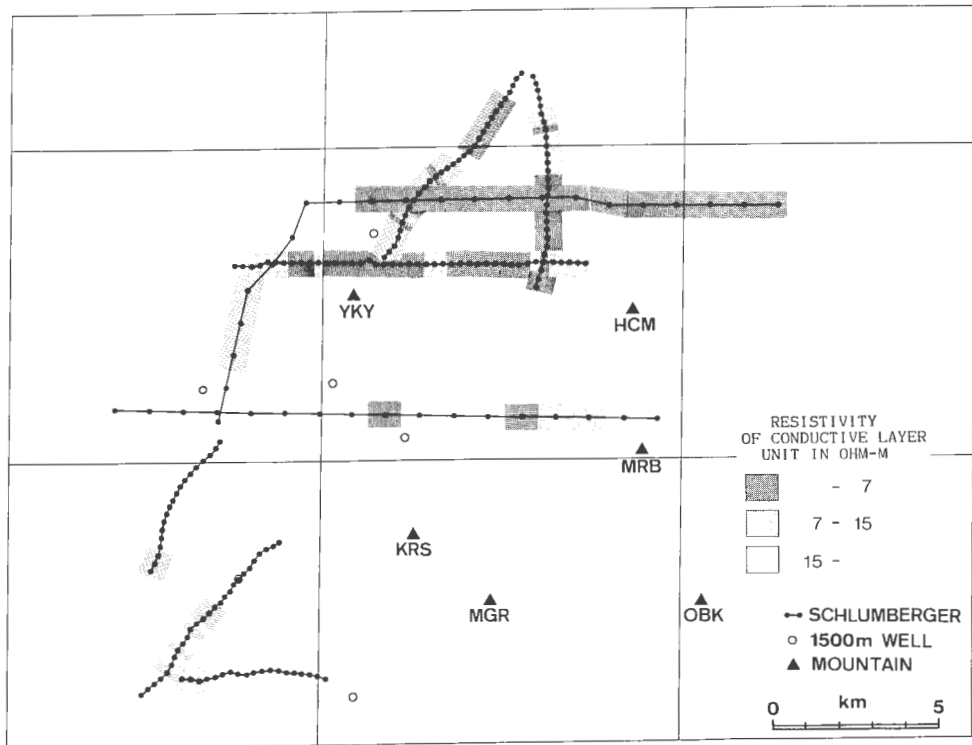 YKY
HCM
MRB
KRS
MGR
OBK
RESISTIVITY
OF CONDUCTIVE LAYER
UNIT IN OHM-M
- 7
7 - 15
15 -
SCHLUMBERGER
1500m WELL
MOUNTAIN
0 km 5